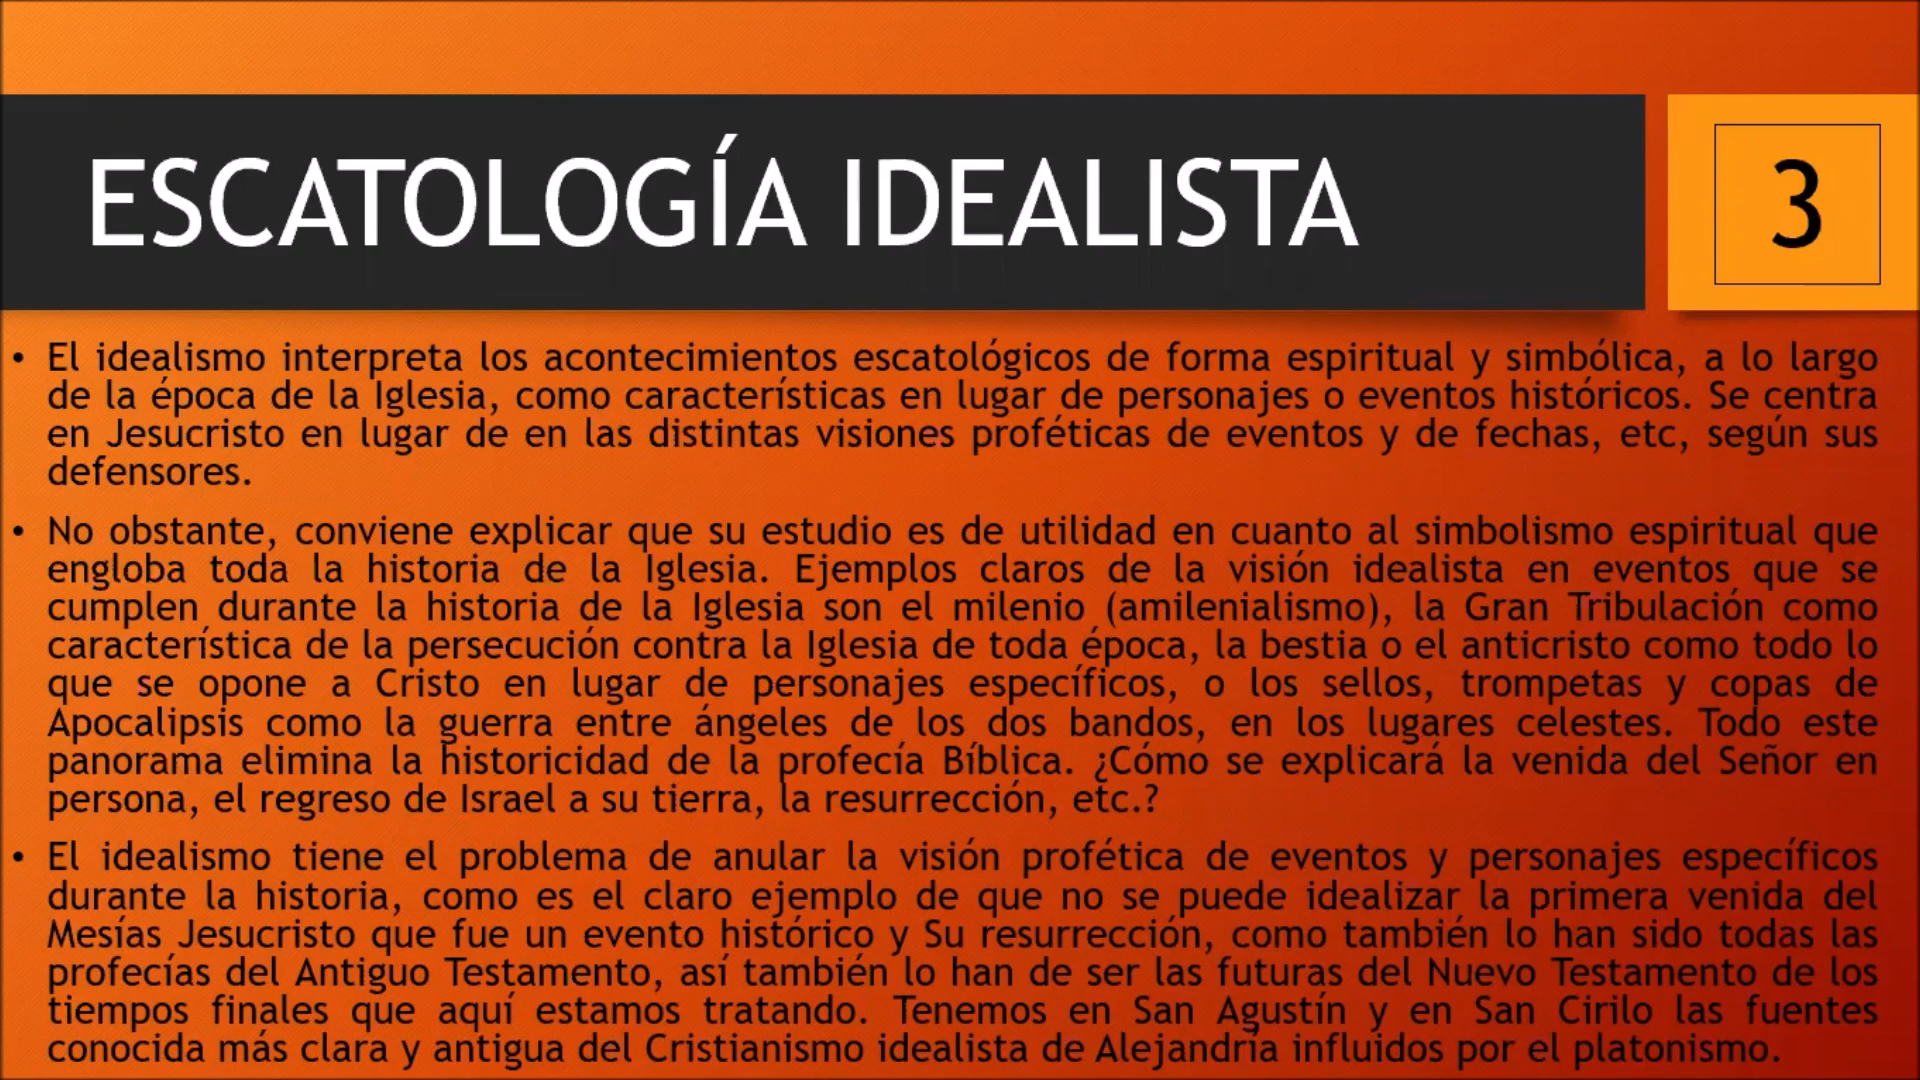 ESCATOLOGÍA IDEALISTA
3
• El idealismo interpreta los acontecimientos escatológicos de forma espiritual y simbólica, a lo largo
de la época de la Iglesia, como características en lugar de personajes o eventos históricos. Se centra
en Jesucristo en lugar de en las distintas visiones proféticas de eventos y de fechas, etc, según sus
defensores.
• No obstante, conviene explicar que su estudio es de utilidad en cuanto al simbolismo espiritual que
engloba toda la historia de la Iglesia. Ejemplos claros de la visión idealista en eventos que se
cumplen durante la historia de la Iglesia son el milenio (amilenialismo), la Gran Tribulación como
característica de la persecución contra la Iglesia de toda época, la bestia o el anticristo como todo lo
que se opone a Cristo en lugar de personajes específicos, o los sellos, trompetas y copas de
Apocalipsis como la guerra entre ángeles de los dos bandos, en los lugares celestes. Todo este
panorama elimina la historicidad de la profecía Bíblica. ¿Cómo se explicará la venida del Señor en
persona, el regreso de Israel a su tierra, la resurrección, etc.?
• El idealismo tiene el problema de anular la visión profética de eventos y personajes específicos
durante la historia, como es el claro ejemplo de que no se puede idealizar la primera venida del
Mesías Jesucristo que fue un evento histórico y Su resurrección, como también lo han sido todas las
profecías del Antiguo Testamento, así también lo han de ser las futuras del Nuevo Testamento de los
tiempos finales que aquí estamos tratando. Tenemos en San Agustín y en San Cirilo las fuentes
conocida más clara y antigua del Cristianismo idealista de Alejandría influidos por el platonismo.